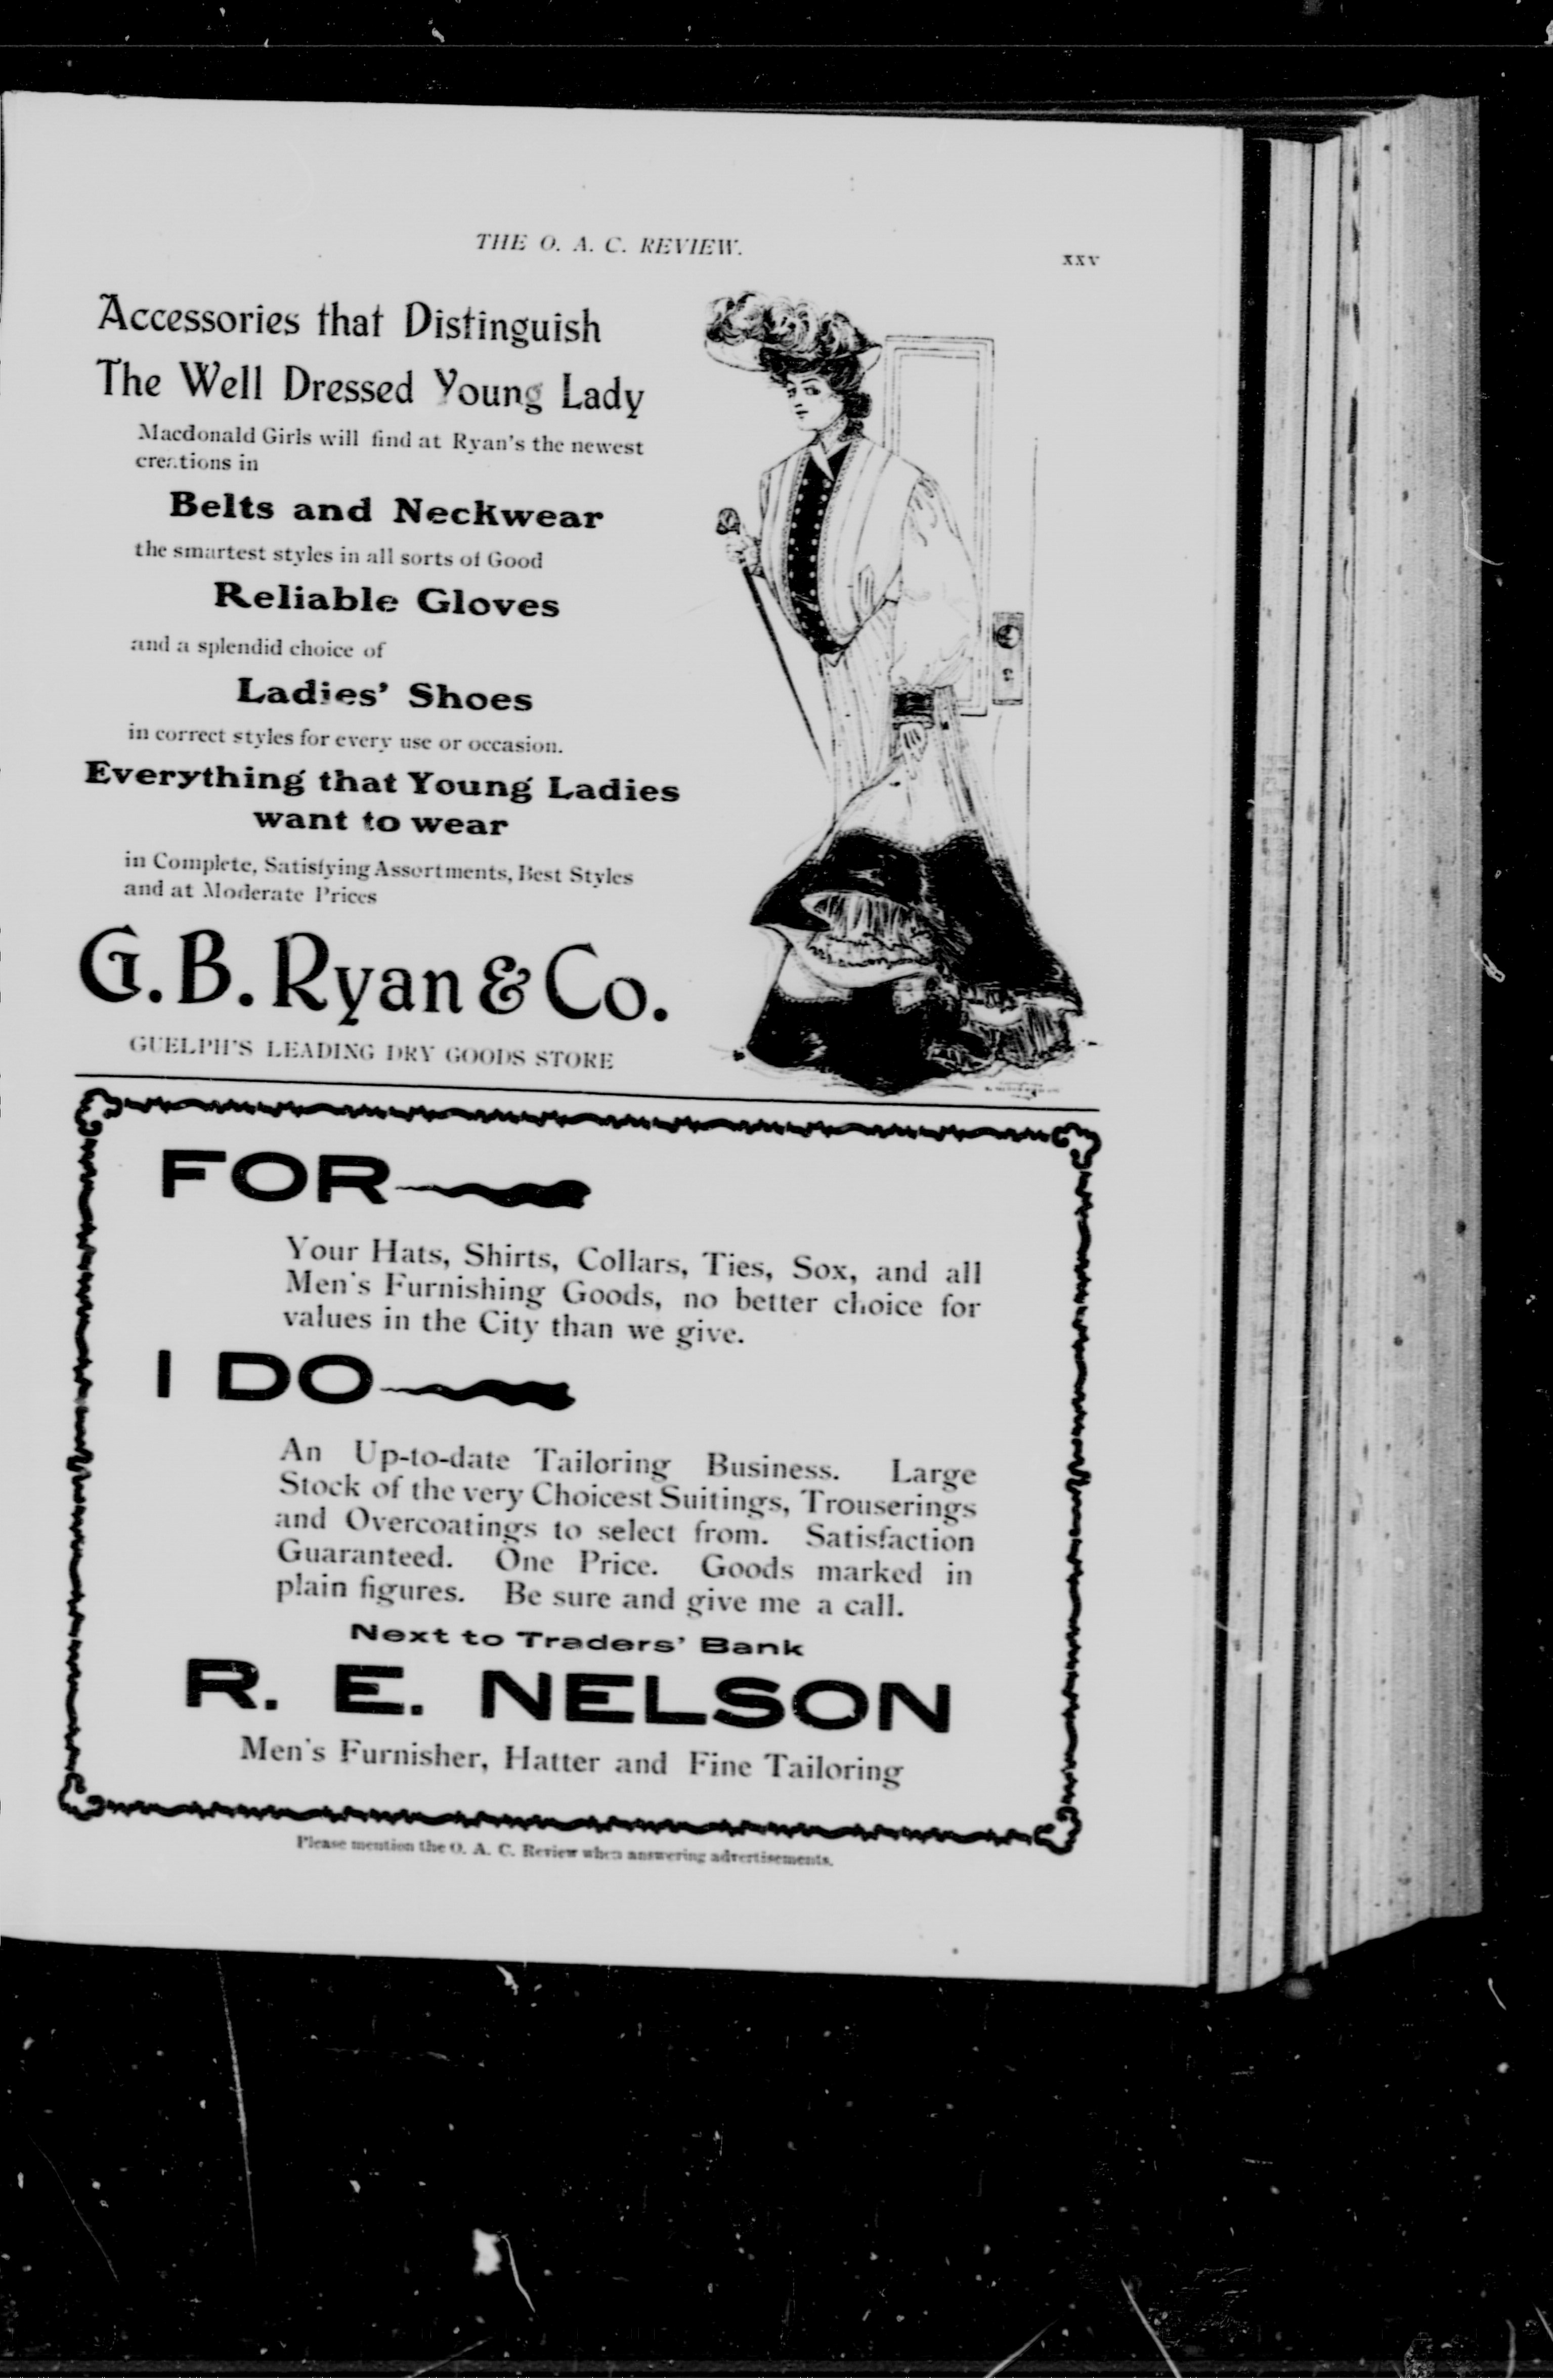 THE O. A. C. REVIEW.
xxv
Accessories that Distinguish
The Well Dressed Young Lady
Macdonald Girls will find at Ryan's the newest
creations in
Belts and Neckwear
the smartest styles in all sorts of Good
Reliable Gloves
and a splendid choice of
Ladies' Shoes
in correct styles for every use or occasion.
Everything that Young Ladies
want to wear
in Complete, Satisfying Assortments, Best Styles
and at Moderate Prices
G. B. Ryan & Co.
GUELPH'S LEADING DRY GOODS STORE
FOR
Your Hats, Shirts, Collars, Ties, Sox, and all
Men's Furnishing Goods, no better choice for
values in the City than we give.
I DO
An Up-to-date Tailoring Business. Large
Stock of the very Choicest Suitings, Trouserings
and Overcoatings to select from. Satisfaction
Guaranteed. One Price. Goods marked in
plain figures. Be sure and give me a call.
Next to Traders' Bank
R. E. NELSON
Men's Furnisher, Hatter and Fine Tailoring
Please mention the O. A. C. Review when answering advertisements.